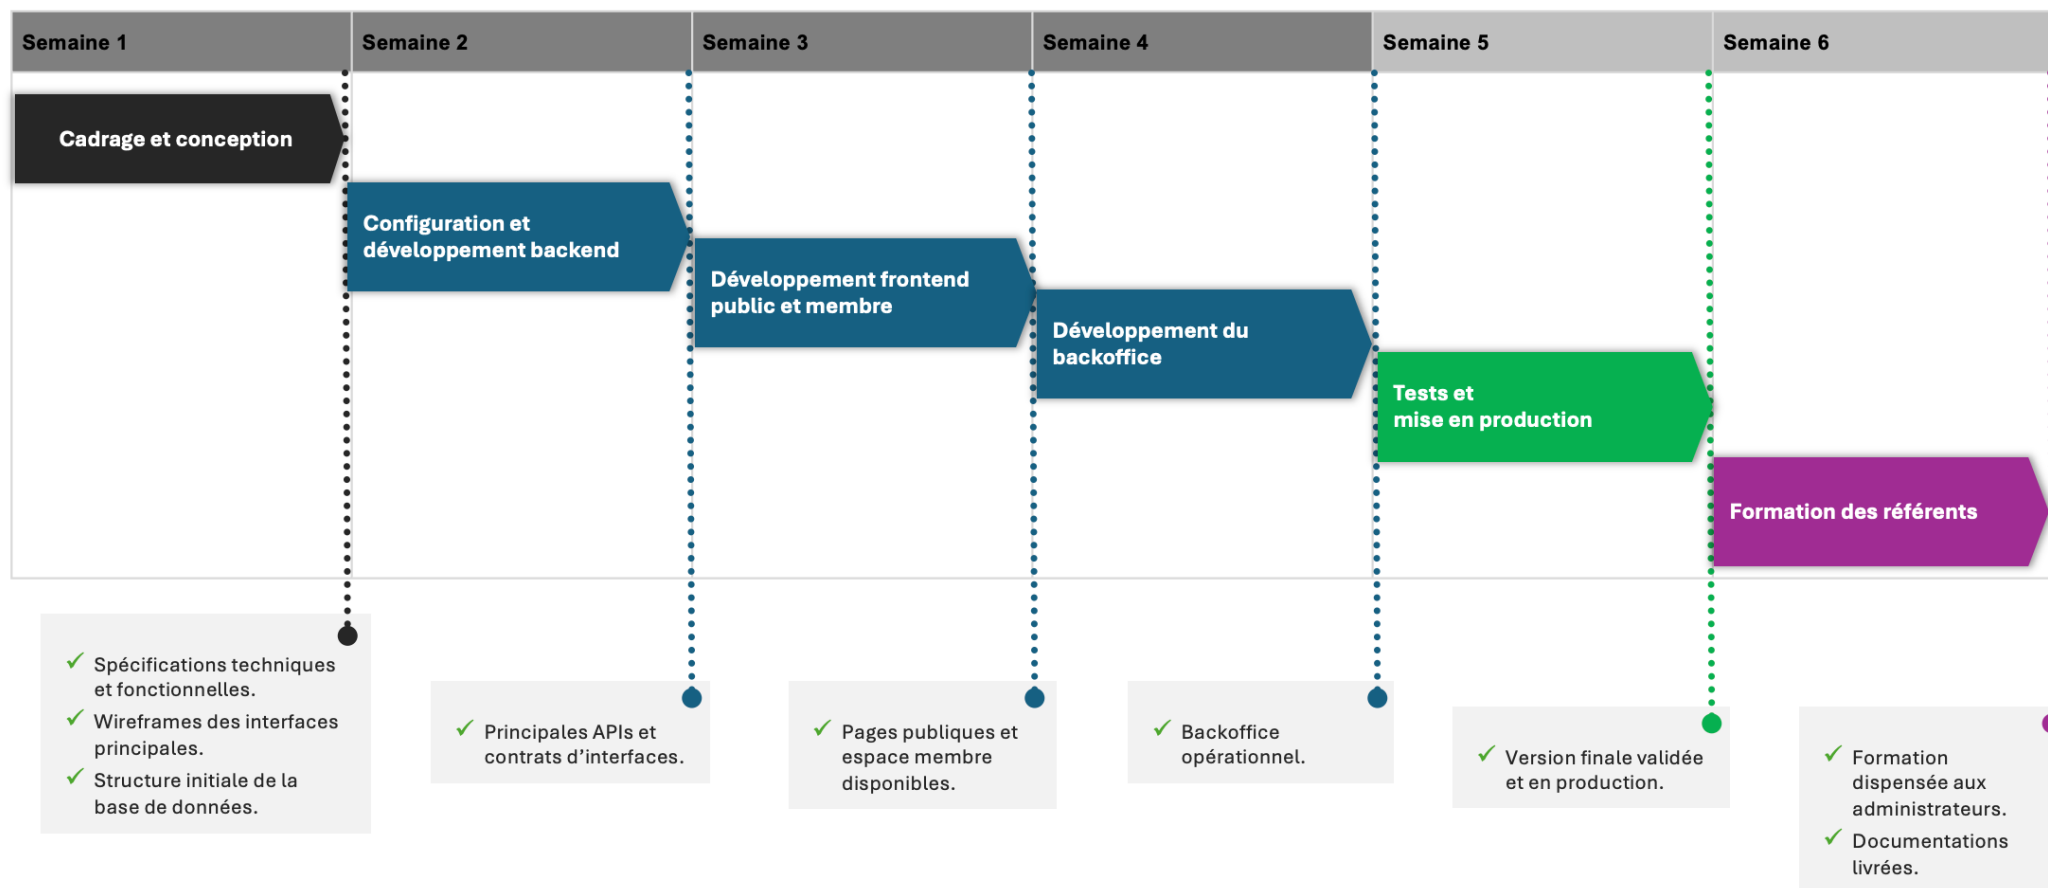 Semaine 1
Semaine 2
Semaine 3
Semaine 4
Semaine 5
Semaine 6
Cadrage et conception
Configuration et
développement backend
Développement frontend
public et membre
Développement du
backoffice
Tests et
mise en production
Formation des référents
Spécifications techniques
et fonctionnelles.
Wireframes des interfaces
principales.
Structure initiale de la
base de données.
Principales APIs et
contrats d’interfaces.
Pages publiques et
espace membre
disponibles.
Backoffice
opérationnel.
Version finale validée
et en production.
Formation
dispensée aux
administrateurs.
Documentations
livrées.